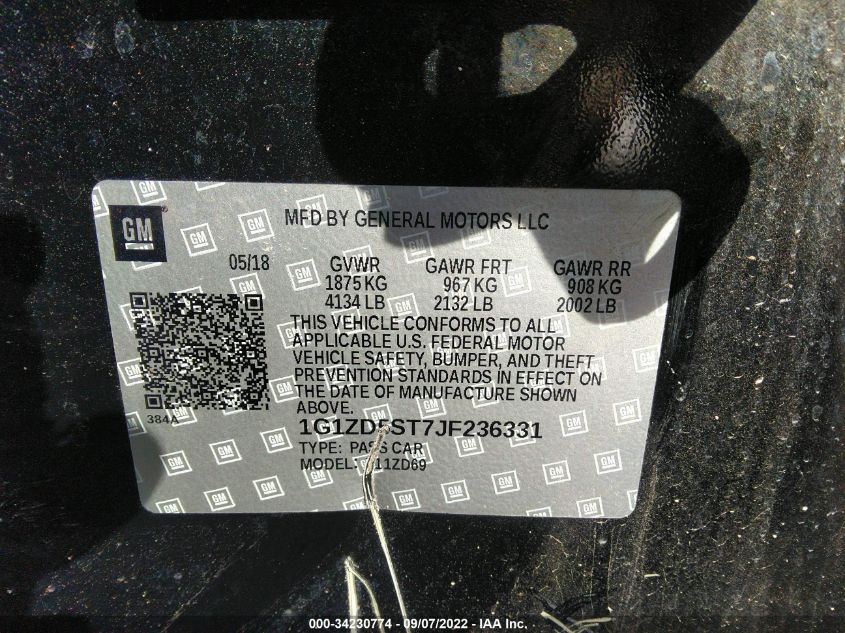 GM
MFD BY GENERAL MOTORS LLC
05/18 GVWR GAWR FRT GAWR RR
1875 KG 967 KG 908 KG
4134 LB 2132 LB 2002 LB
THIS VEHICLE CONFORMS TO ALL
APPLICABLE U.S. FEDERAL MOTOR
VEHICLE SAFETY, BUMPER, AND THEFT
PREVENTION STANDARDS IN EFFECT ON
THE DATE OF MANUFACTURE SHOWN
ABOVE.
384A
1G1ZD5ST7JF236331
TYPE: PASS CAR
MODEL: 11ZD69
000-34230774 - 09/07/2022 - IAA Inc.